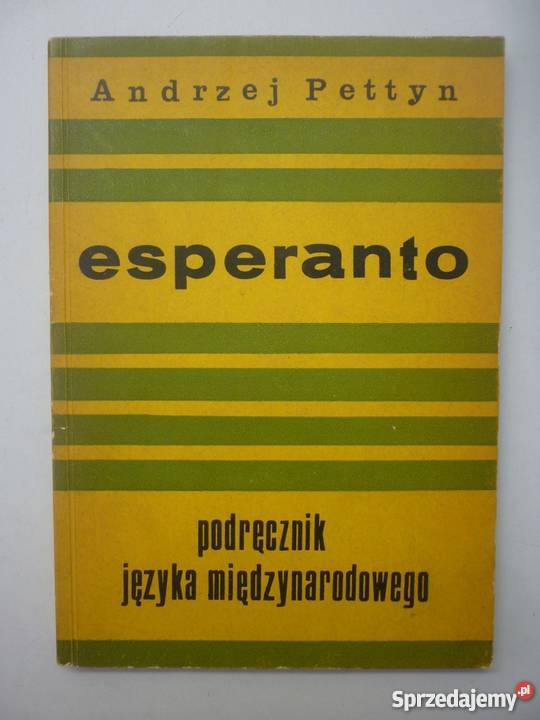 Andrzej Pettyn
esperanto
podręcznik
języka międzynarodowego
Sprzedajemy.pl